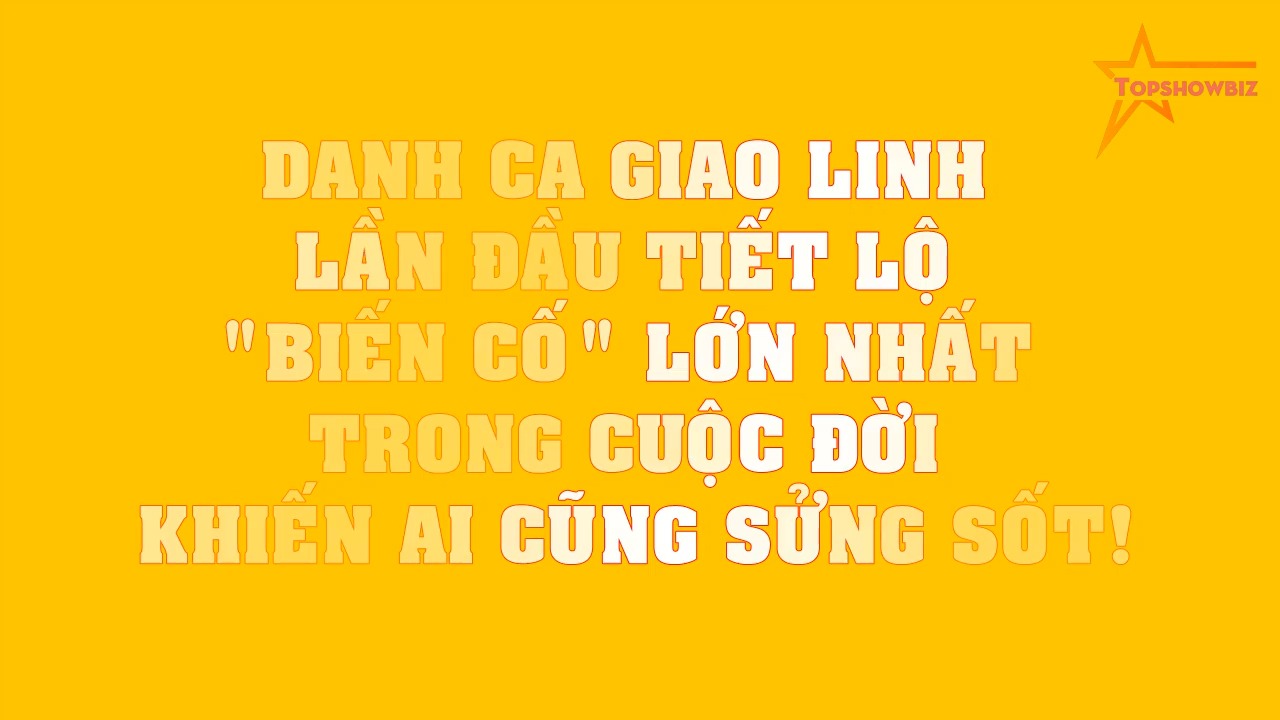 TOPSHOWBIZ
DANH CA GIAO LINH
LẦN ĐẦU TIẾT LỘ
"BIẾN CỐ" LỚN NHẤT
TRONG CUỘC ĐỜI
KHIẾN AI CŨNG SỬNG SỐT!